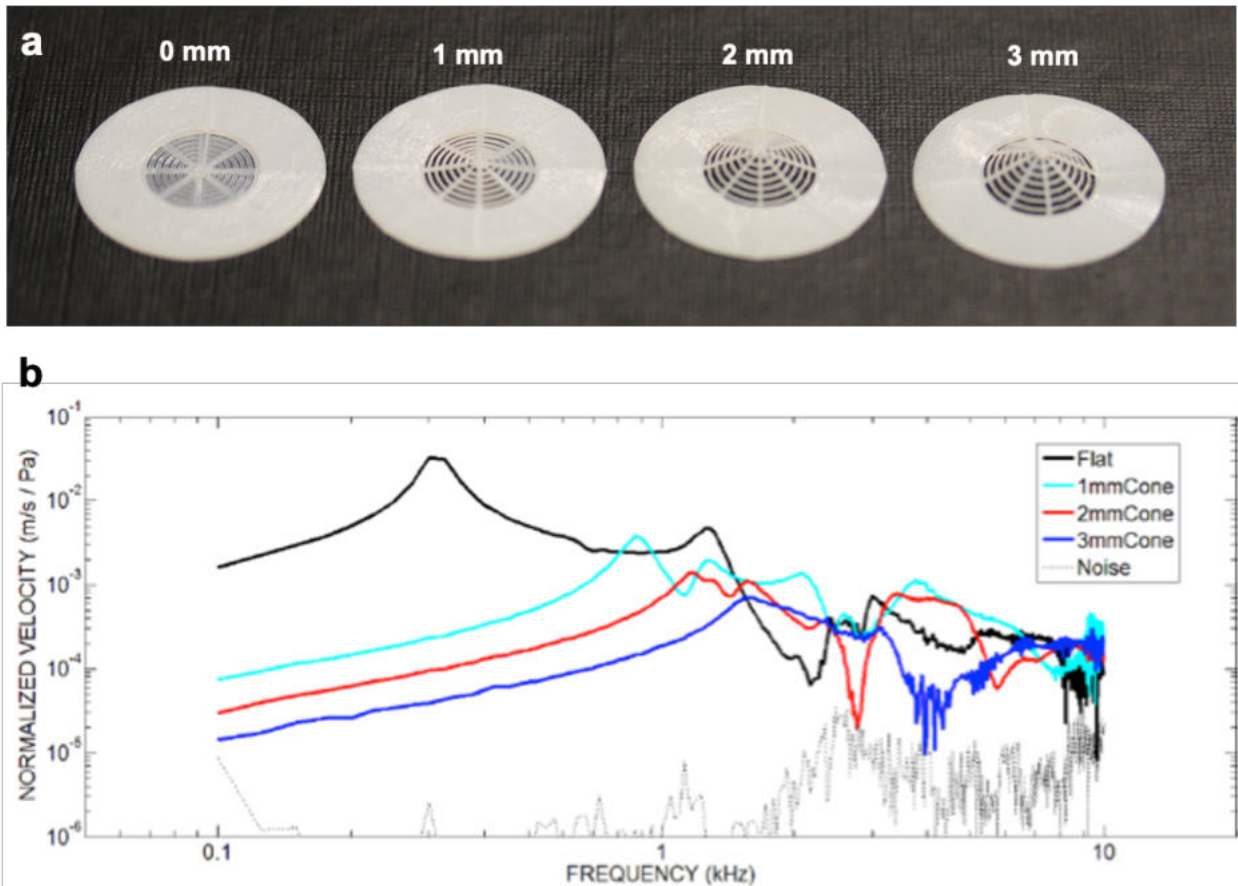 a
0 mm 1 mm 2 mm 3 mm
b
NORMALIZED VELOCITY (m/s / Pa)
10-1
10-2
10-3
10-4
10-5
10-6
Flat
1mmCone
2mmCone
3mmCone
Noise
0.1 1 10
FREQUENCY (kHz)